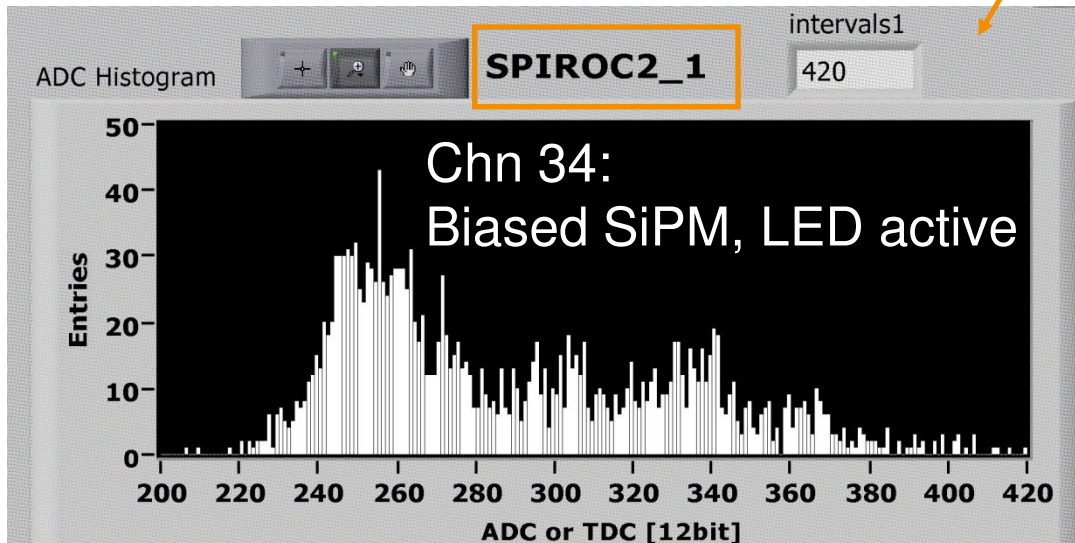 intervals1
ADC Histogram
SPIROC2_1
420
Chn 34:
Biased SiPM, LED active
Entries
50
40
30
20
10
0
200 220 240 260 280 300 320 340 360 380 400 420
ADC or TDC [12bit]